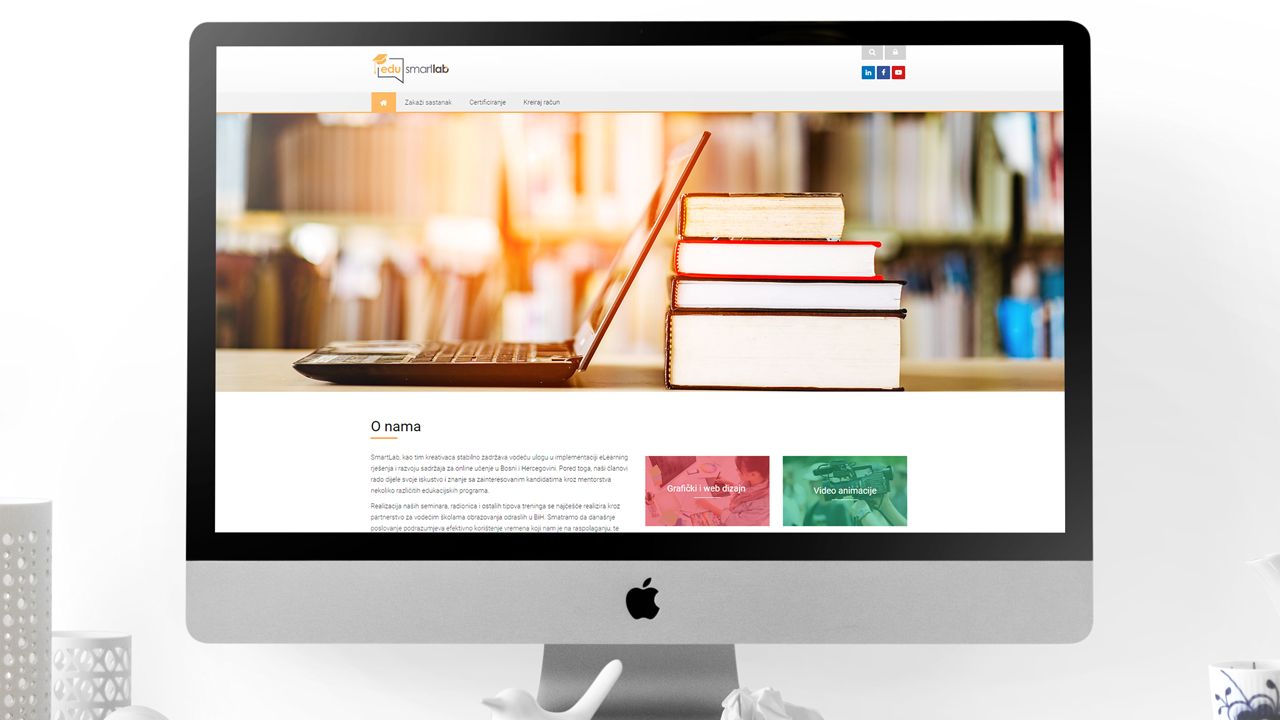 edu smartlab
in f
Zakaži sastanak Certificiranje Kreiraj račun
O nama
SmartLab, kao tim kreativaca stabilno zadržava vodeću ulogu u implementaciji eLearning
rješenja i razvoju sadržaja za online učenje u Bosni i Hercegovini. Pored toga, naši članovi
rado dijele svoje iskustvo i znanje sa zainteresovanim kandidatima kroz mentorstva
nekoliko različitih edukacijskih programa.
Realizacija naših seminara, radionica i ostalih tipova treninga se najčešće realizira kroz
partnerstvo za vodećim školama obrazovanja odraslih u BiH. Smatramo da današnje
poslovanje podrazumjeva efektivno korištenje vremena koji nam je na raspolaganju, te
Grafički i web dizajn
Video animacije